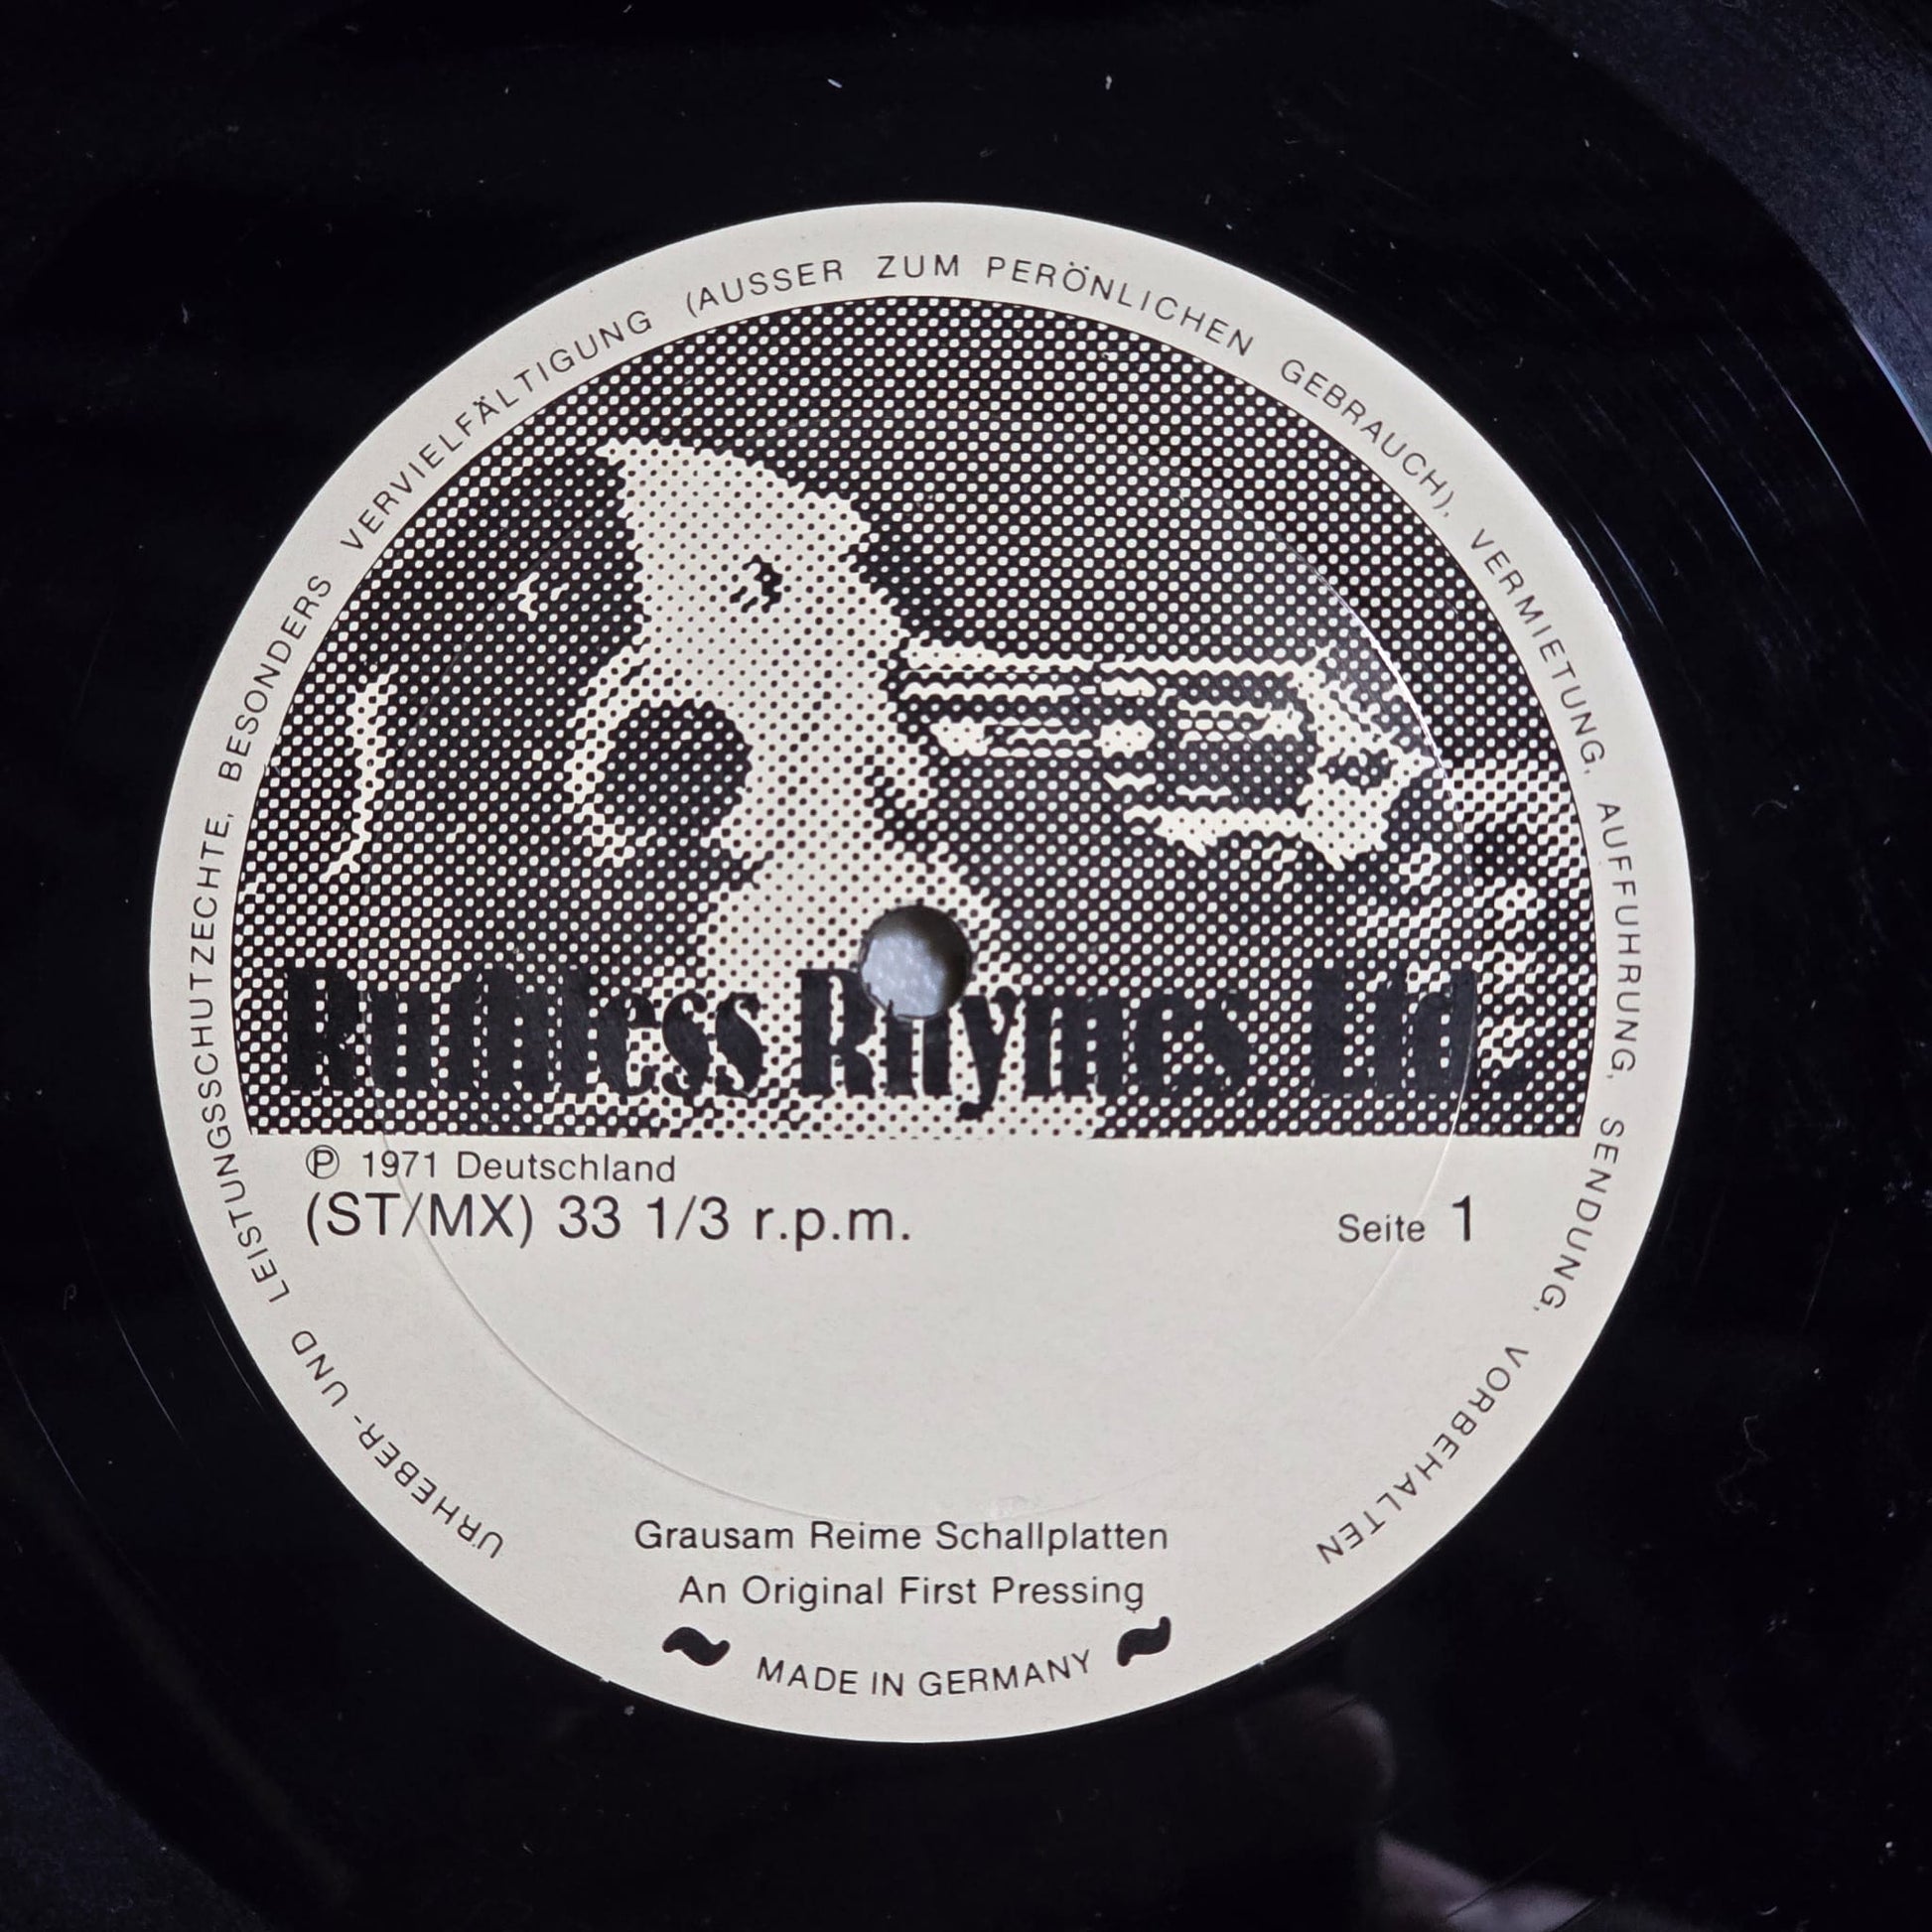 URHEBER- UND LEISTUNGSSCHUTZECHTE, BESONDERS VERVIELFÄLTIGUNG (AUSSER ZUM PERÖNLICHEN GEBRAUCH), VERMIETUNG, AUFFUHRUNG, SENDUNG, VORBEHALTEN
Ruthless Rhymes Ltd.
℗ 1971 Deutschland
(ST/MX) 33 1/3 r.p.m.
Seite 1
Grausam Reime Schallplatten
An Original First Pressing
~ MADE IN GERMANY ~